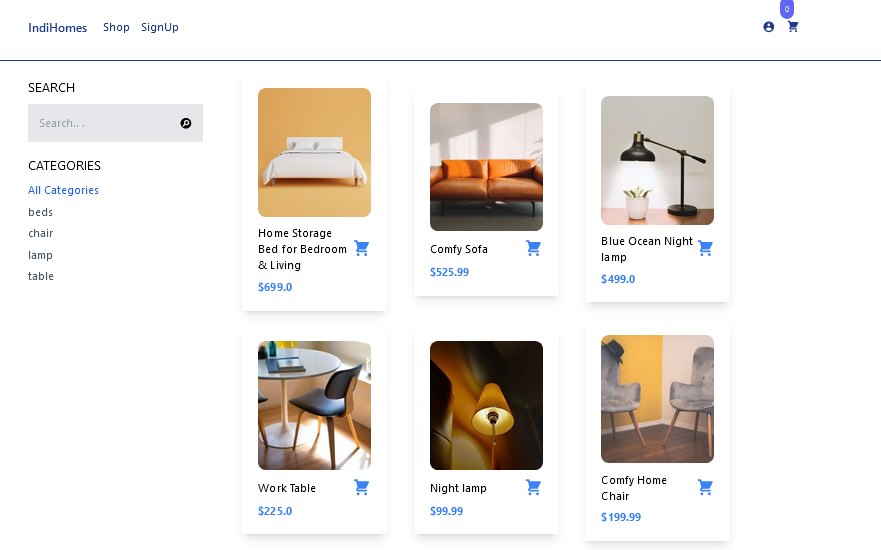 IndiHomes Shop SignUp
0
SEARCH
Search.. .
CATEGORIES
All Categories
beds
chair
lamp
table
Home Storage
Bed for Bedroom
& Living
$699.0
Comfy Sofa
$525.99
Blue Ocean Night
lamp
$499.0
Work Table
$225.0
Night lamp
$99.99
Comfy Home
Chair
$199.99